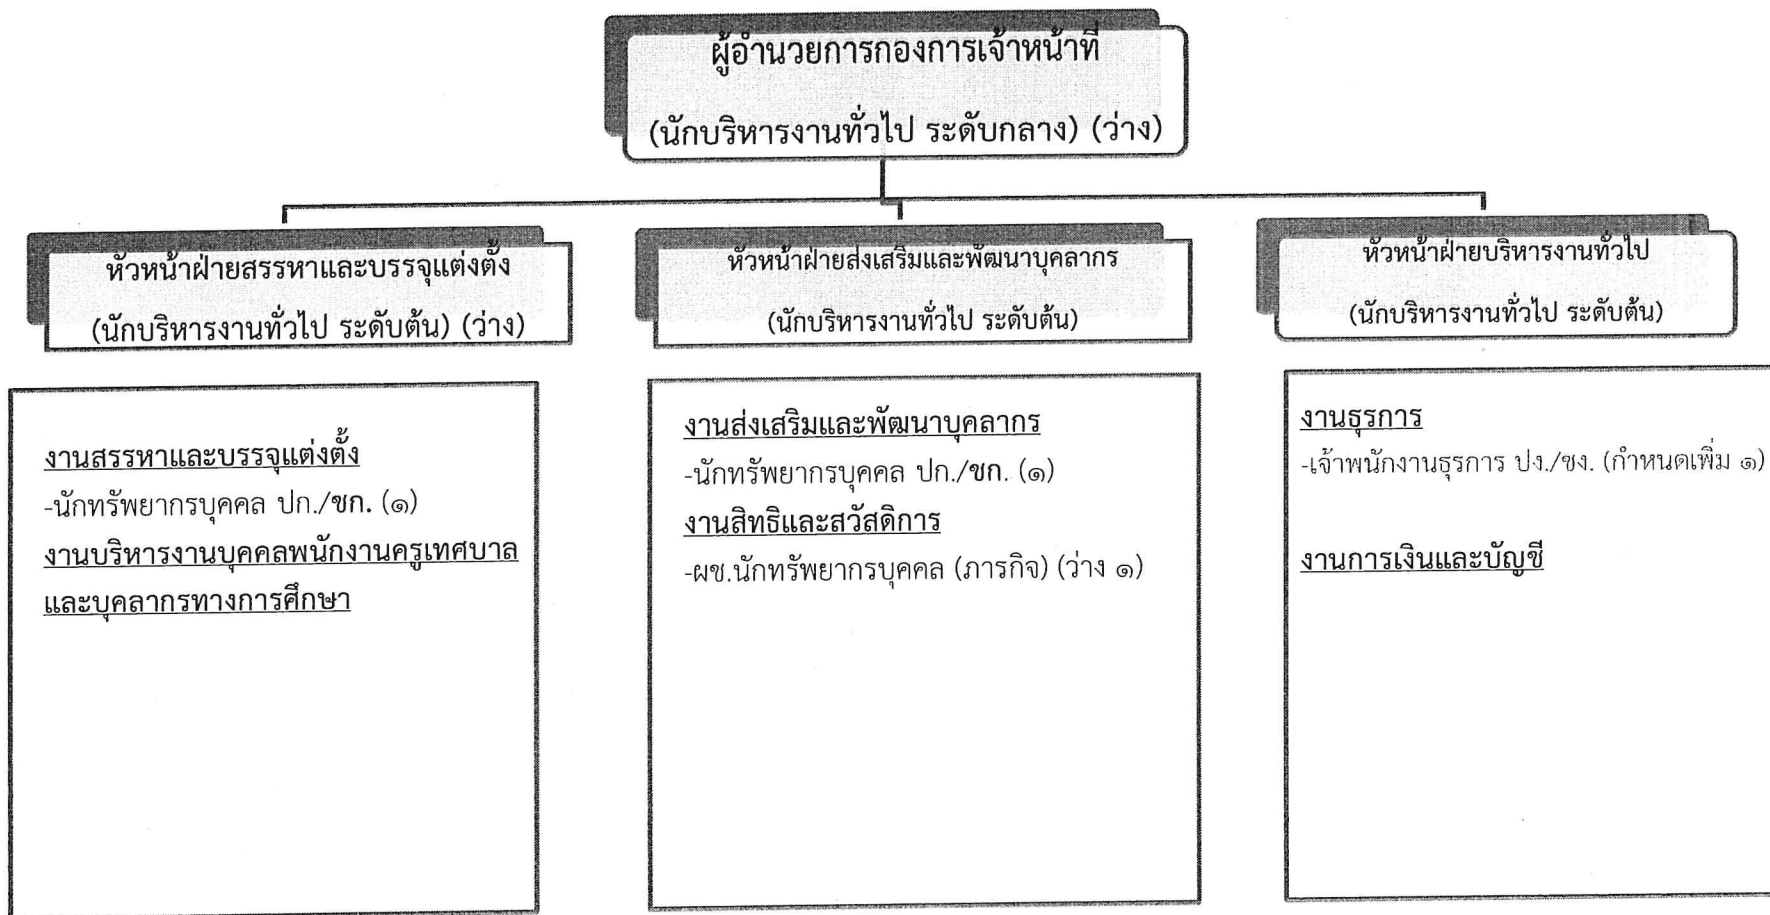 ผู้อำนวยการกองการเจ้าหน้าที่
(นักบริหารงานทั่วไป ระดับกลาง) (ว่าง)
หัวหน้าฝ่ายสรรหาและบรรจุแต่งตั้ง
(นักบริหารงานทั่วไป ระดับต้น) (ว่าง)
หัวหน้าฝ่ายส่งเสริมและพัฒนาบุคลากร
(นักบริหารงานทั่วไป ระดับต้น)
หัวหน้าฝ่ายบริหารงานทั่วไป
(นักบริหารงานทั่วไป ระดับต้น)
งานสรรหาและบรรจุแต่งตั้ง
-นักทรัพยากรบุคคล ปก./ชก. (๑)
งานบริหารงานบุคคลพนักงานครูเทศบาล
และบุคลากรทางการศึกษา
งานส่งเสริมและพัฒนาบุคลากร
-นักทรัพยากรบุคคล ปก./ชก. (๑)
งานสิทธิและสวัสดิการ
-ผช.นักทรัพยากรบุคคล (ภารกิจ) (ว่าง ๑)
งานธุรการ
-เจ้าพนักงานธุรการ ปง./ชง. (กำหนดเพิ่ม ๑)
งานการเงินและบัญชี